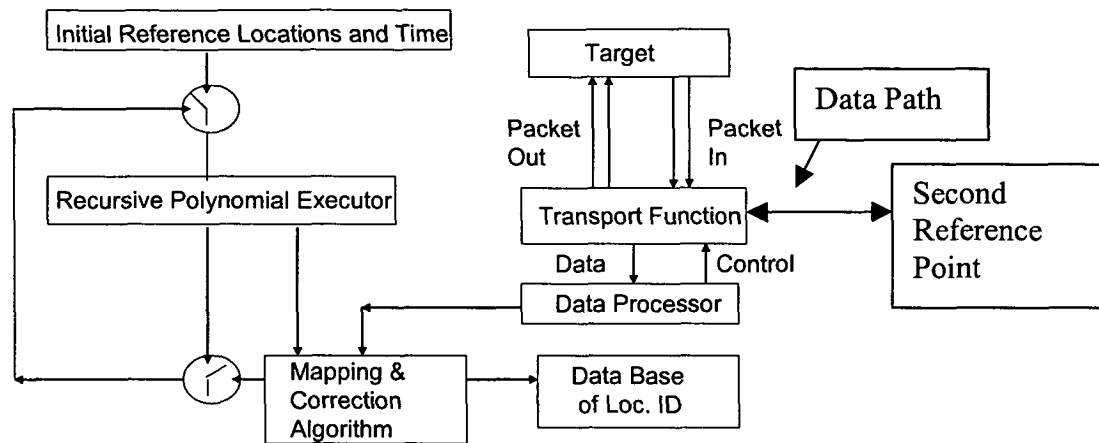 Initial Reference Locations and Time
Target
Data Path
Packet
Out
Packet
In
Recursive Polynomial Executor
Transport Function
Second
Reference
Point
Data
Control
Data Processor
Mapping &
Correction
Algorithm
Data Base
of Loc. ID